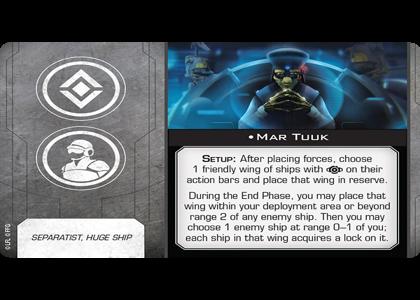 • MAR TUUK
SETUP: After placing forces, choose
1 friendly wing of ships with on their
action bars and place that wing in reserve.
During the End Phase, you may place that
wing within your deployment area or beyond
range 2 of any enemy ship. Then you may
choose 1 enemy ship at range 0–1 of you;
each ship in that wing acquires a lock on it.
SEPARATIST, HUGE SHIP
©LFL ©FFG